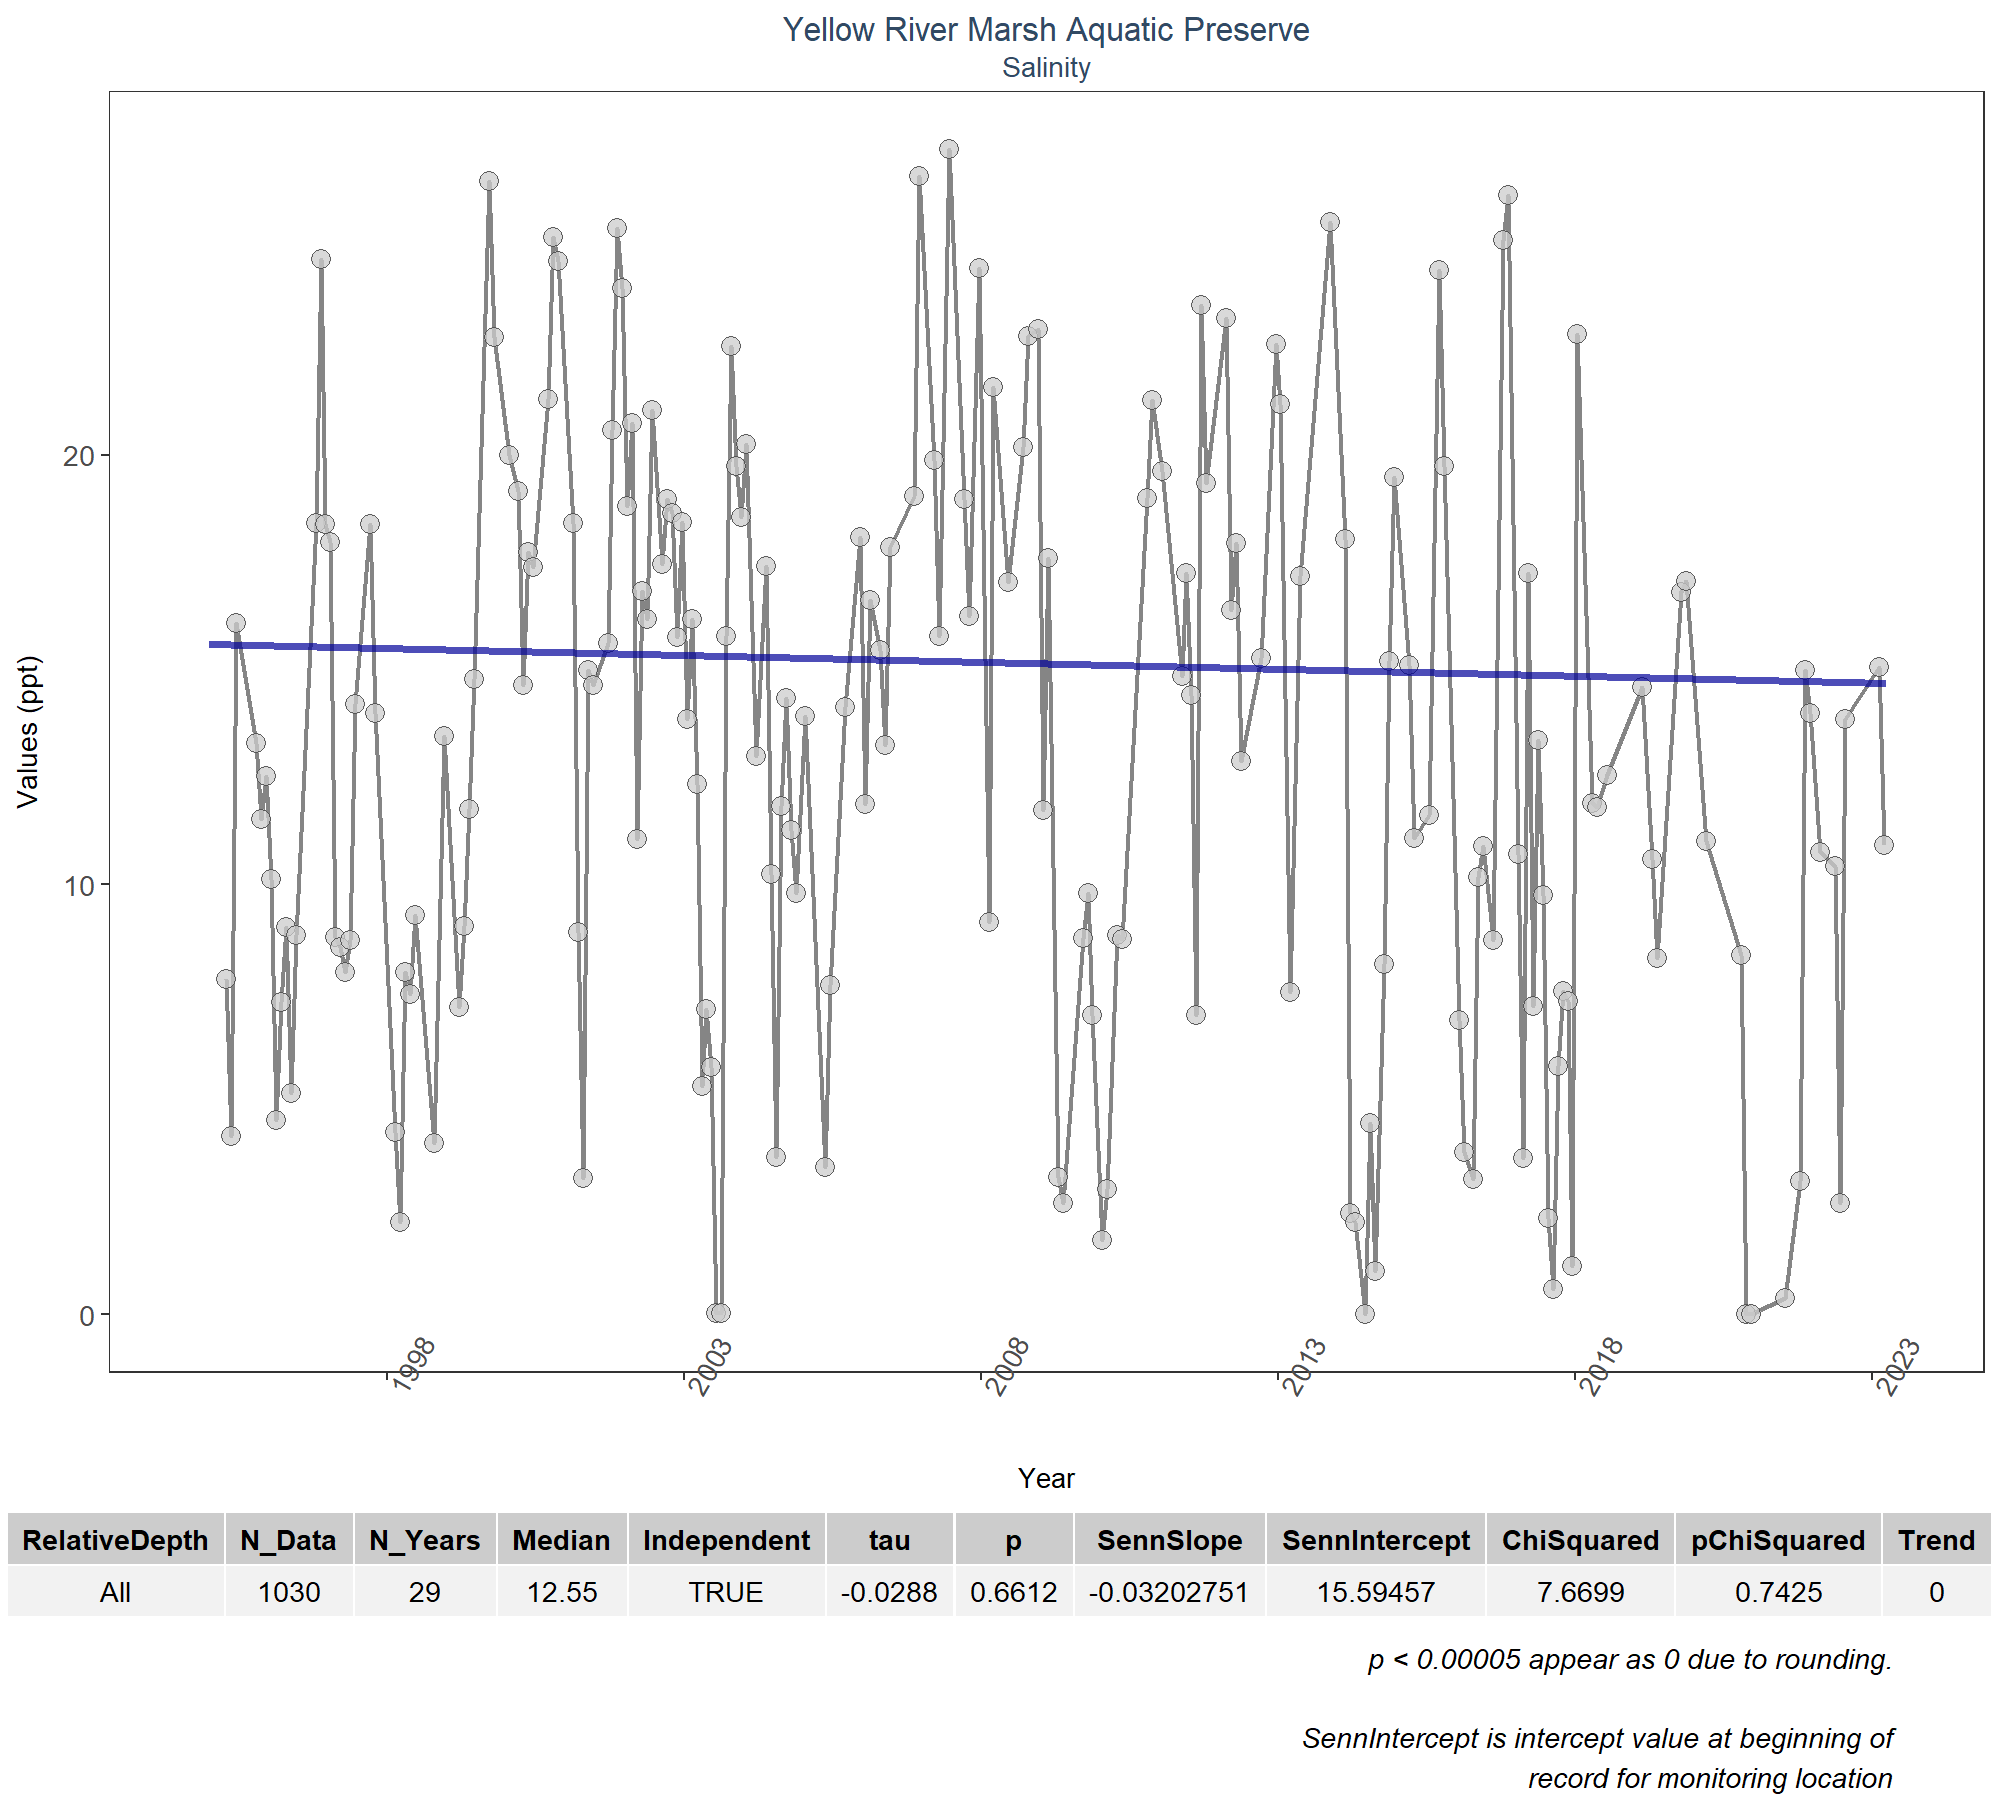 Yellow River Marsh Aquatic Preserve
Salinity
Values (ppt)
20
10
0
1998 2003 2008 2013 2018 2023
Year
RelativeDepth N_Data N_Years Median Independent tau p SennSlope SennIntercept ChiSquared pChiSquared Trend
All 1030 29 12.55 TRUE -0.0288 0.6612 -0.03202751 15.59457 7.6699 0.7425 0
p < 0.00005 appear as 0 due to rounding.
SennIntercept is intercept value at beginning of
record for monitoring location